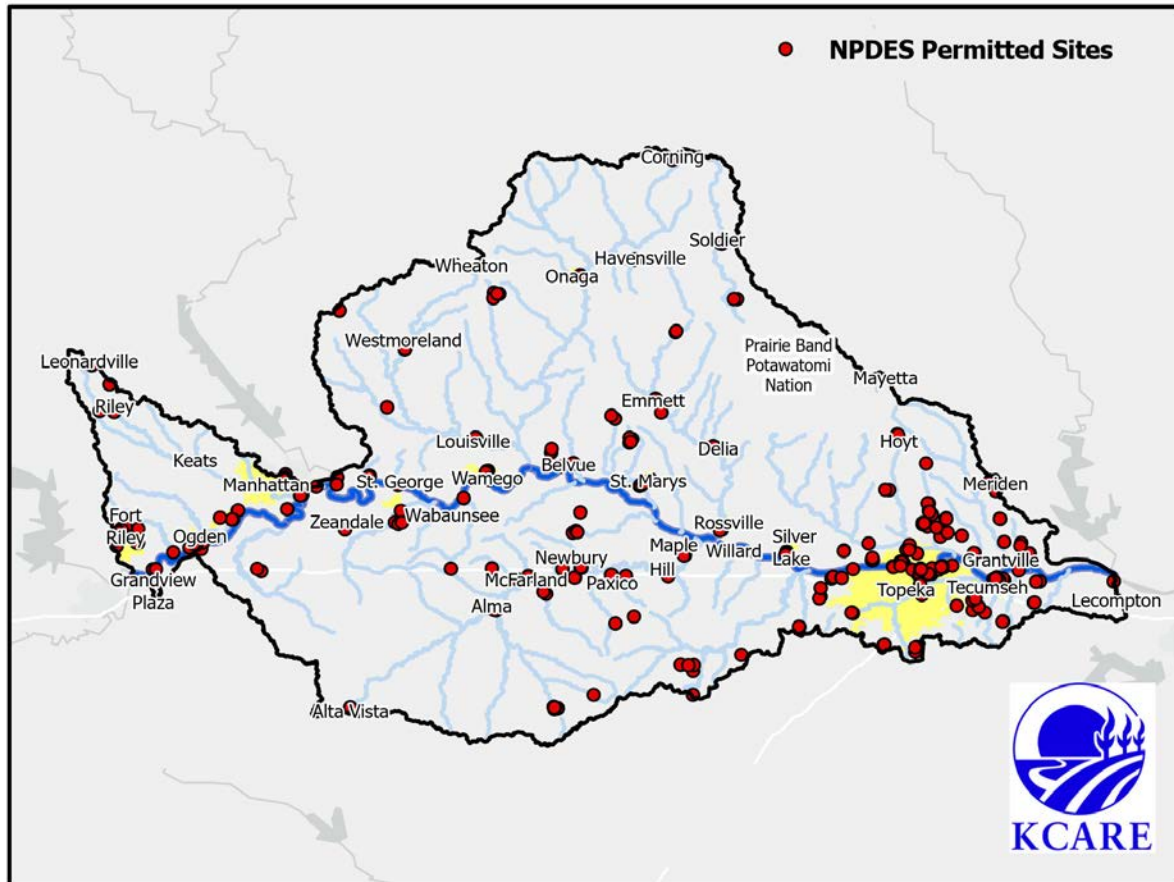 NPDES Permitted Sites
Corning
Soldier
Havensville
Wheaton
Onaga
Westmoreland
Prairie Band
Potawatomi
Nation
Leonardville
Mayetta
Riley
Emmett
Louisville
Delia
Hoyt
Keats
Belvue
Manhattan
St. George
Wamego
St. Marys
Meriden
Fort
Riley
Ogden
Zeandale
Wabaunsee
Rossville
Silver
Lake
Willard
Maple
Hill
Newbury
Grantville
Grandview
Plaza
McFarland
Paxico
Topeka
Tecumseh
Lecompton
Alma
Alta Vista
KCARE